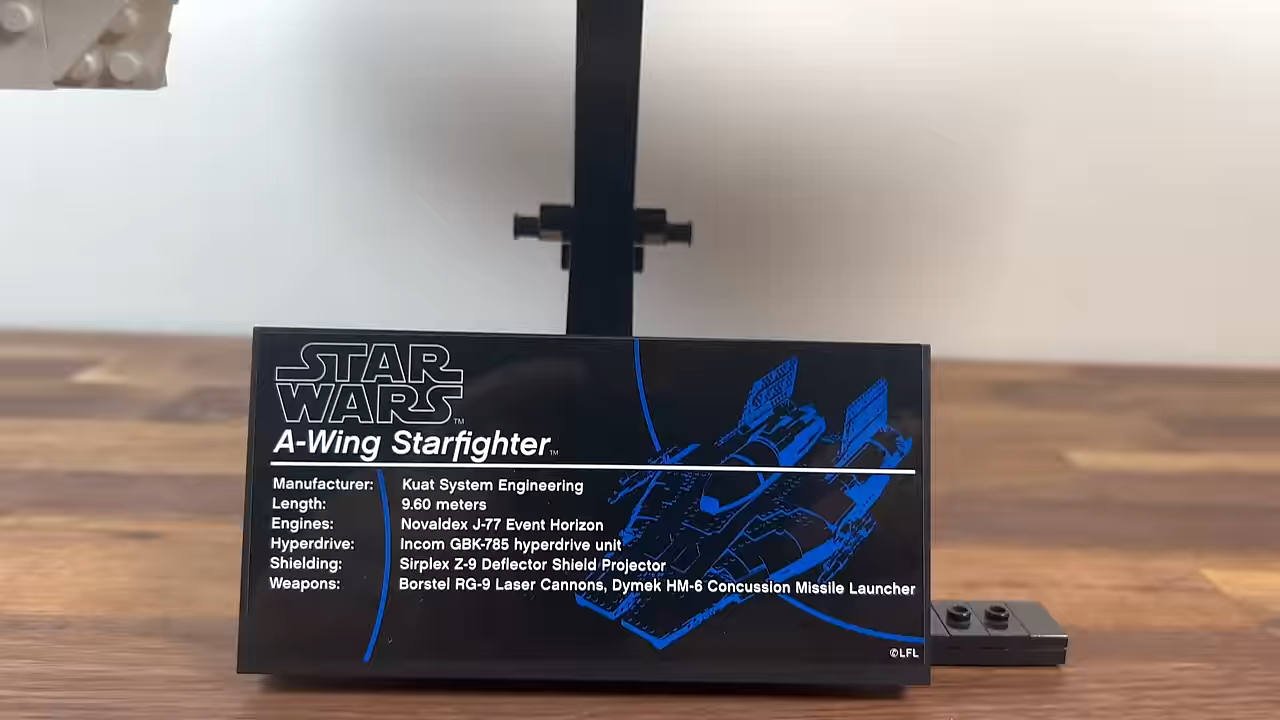 STAR
WARS™
A-Wing Starfighter™
Manufacturer: Kuat System Engineering
Length: 9.60 meters
Engines: Novaldex J-77 Event Horizon
Hyperdrive: Incom GBK-785 hyperdrive unit
Shielding: Sirplex Z-9 Deflector Shield Projector
Weapons: Borstel RG-9 Laser Cannons, Dymek HM-6 Concussion Missile Launcher
©LFL